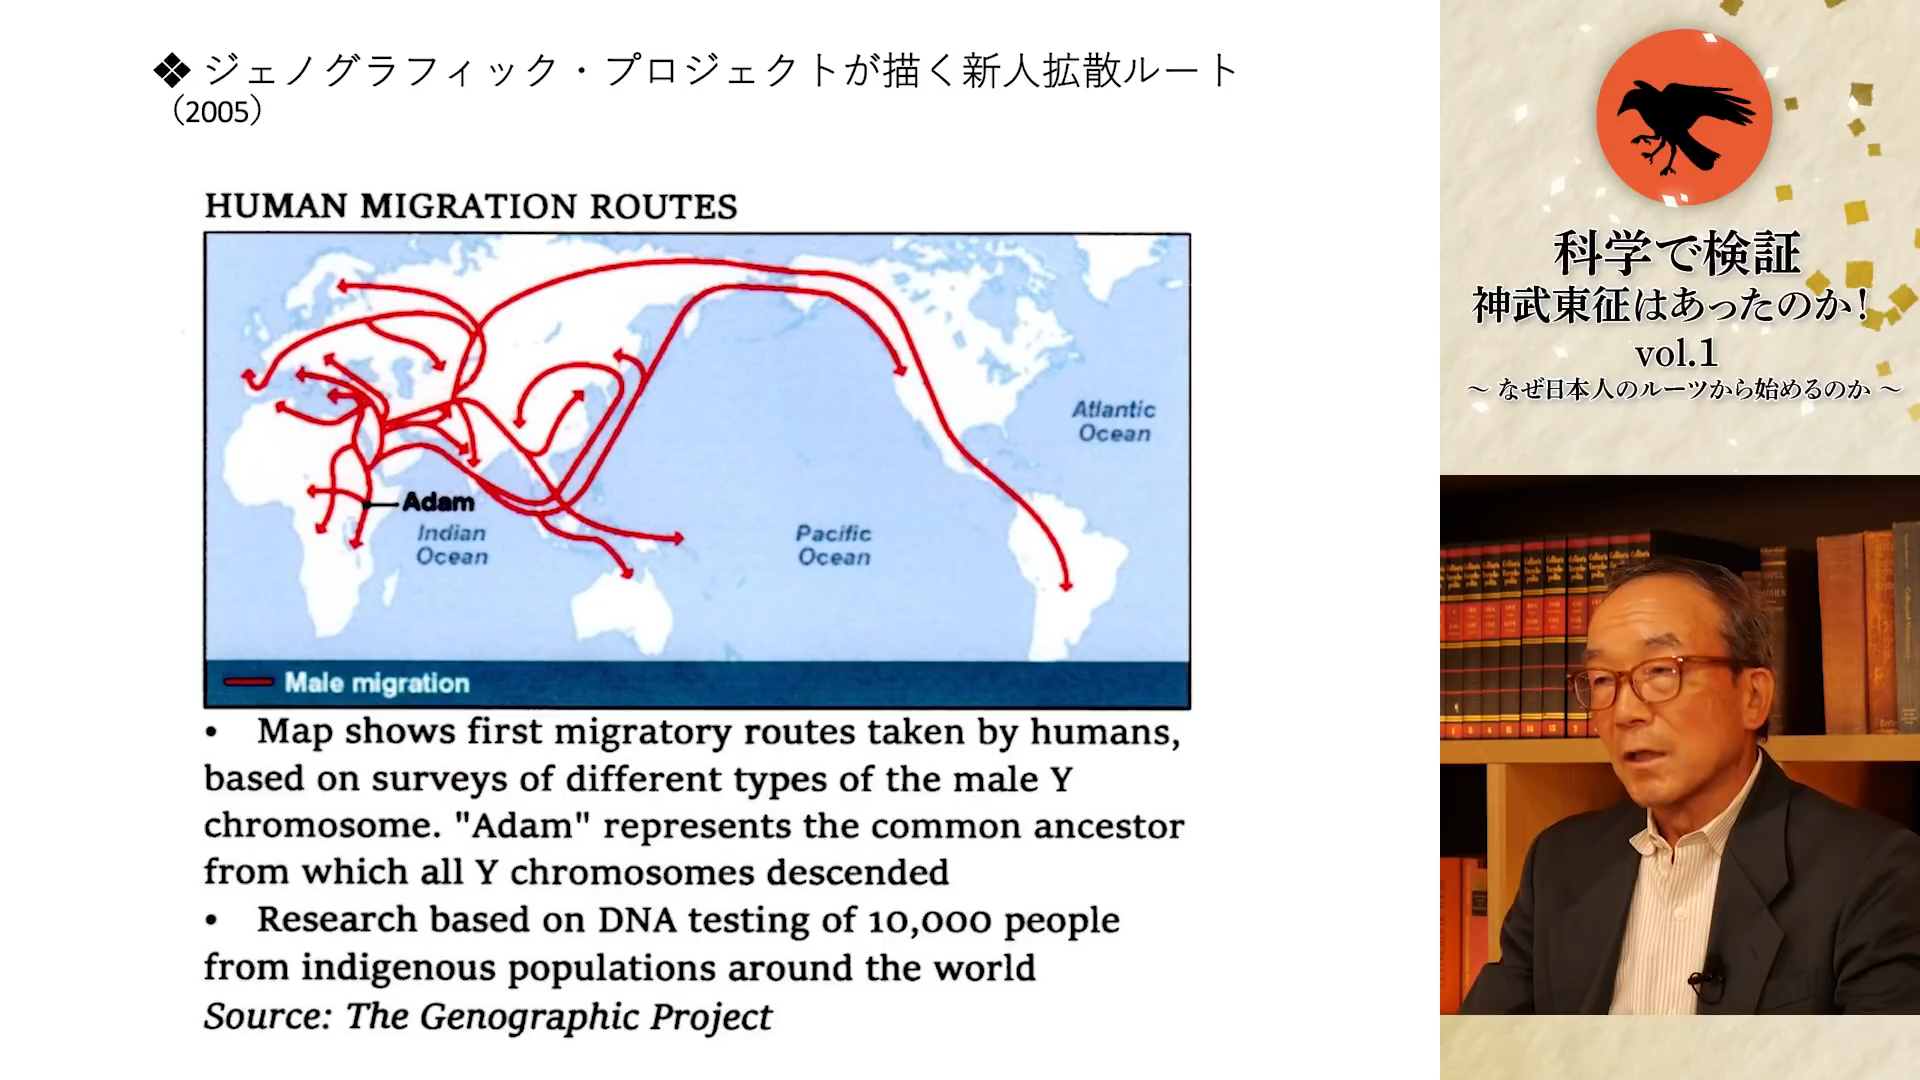 ❖ ジェノグラフィック・プロジェクトが描く新人拡散ルート
（2005）
HUMAN MIGRATION ROUTES
Atlantic
Ocean
Adam
Indian
Ocean
Pacific
Ocean
Male migration
• Map shows first migratory routes taken by humans,
based on surveys of different types of the male Y
chromosome. "Adam" represents the common ancestor
from which all Y chromosomes descended
• Research based on DNA testing of 10,000 people
from indigenous populations around the world
Source: The Genographic Project
科学で検証
神武東征はあったのか!
vol.1
～ なぜ日本人のルーツから始めるのか ～